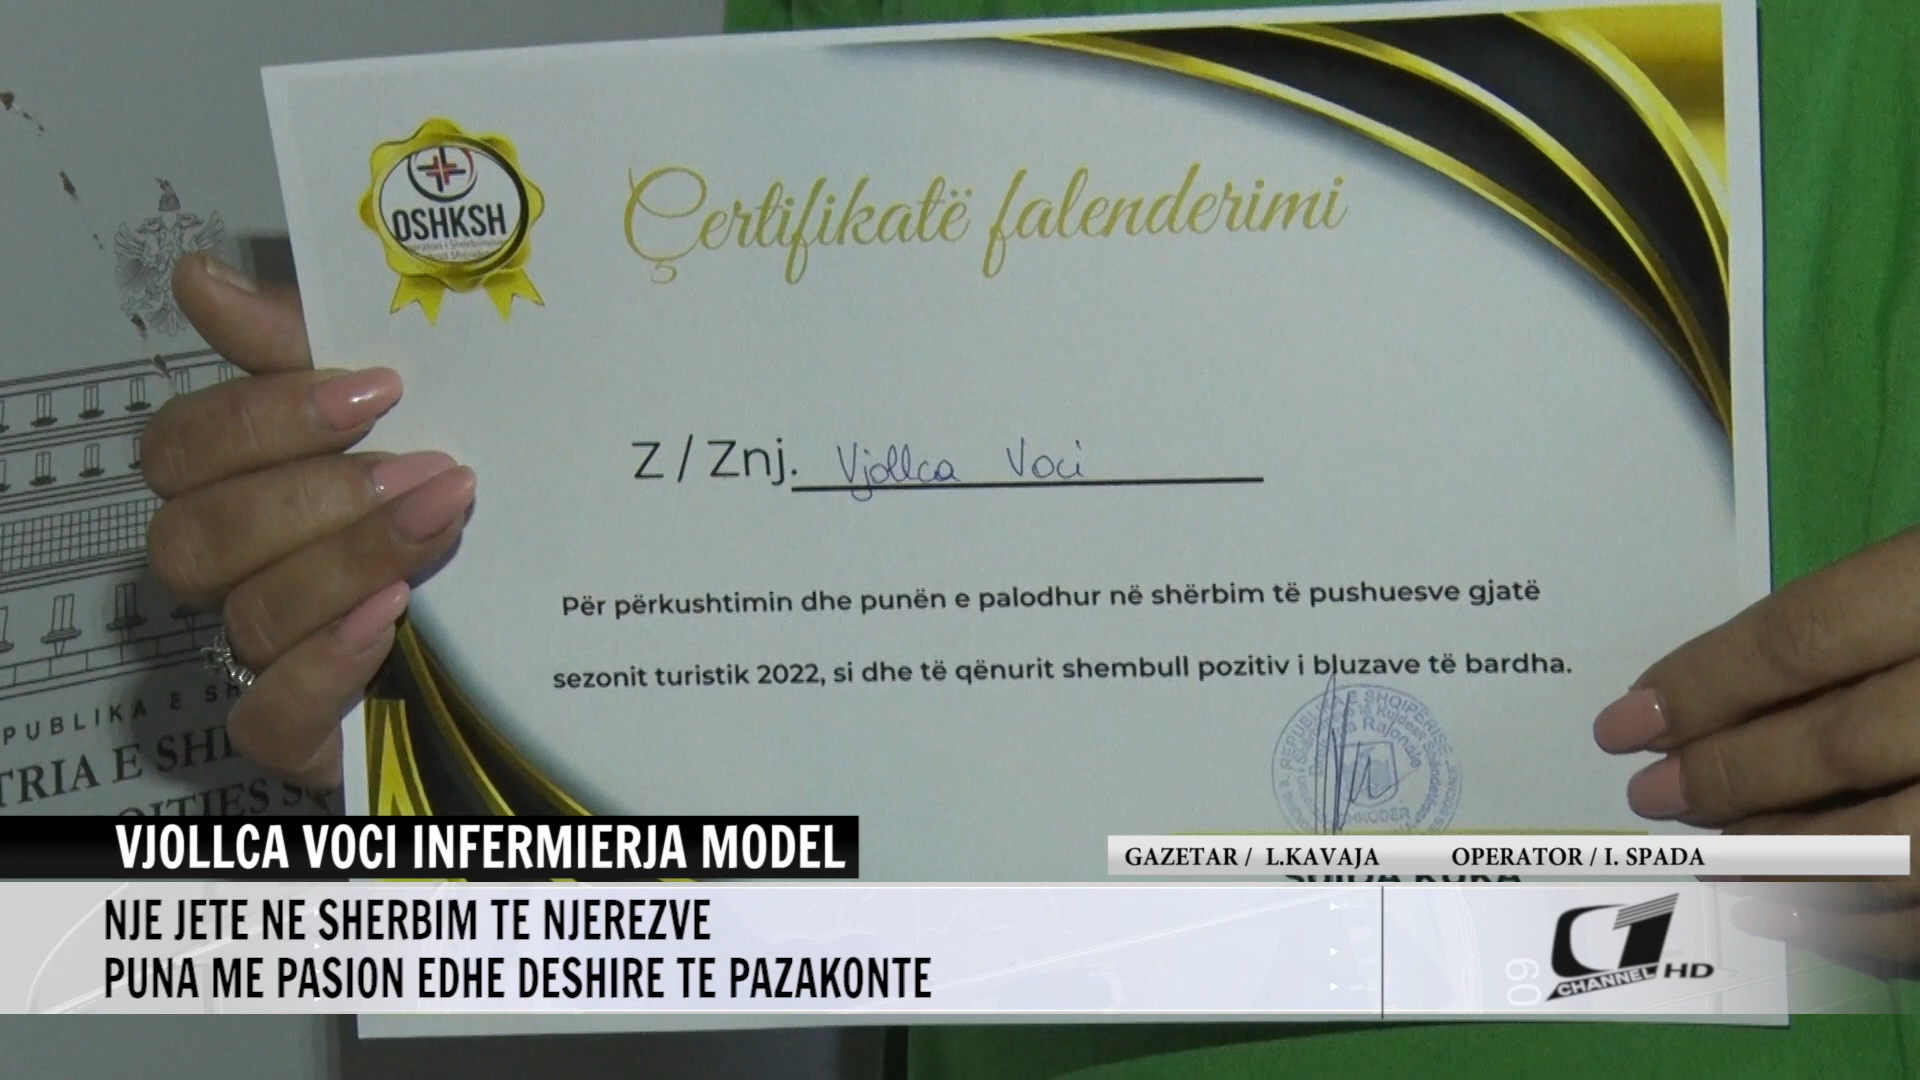 OSHKSH
Çertifikatë falenderimi
Z / Znj. Vjollca Voci
Për përkushtimin dhe punën e palodhur në shërbim të pushuesve gjatë
sezonit turistik 2022, si dhe të qënurit shembull pozitiv i bluzave të bardha.
PUBLIKA E SH
TRIA E SH
VJOLLCA VOCI INFERMIERJA MODEL
GAZETAR / L.KAVAJA OPERATOR / I. SPADA
NJE JETE NE SHERBIM TE NJEREZVE
PUNA ME PASION EDHE DESHIRE TE PAZAKONTE
09
CHANNEL HD